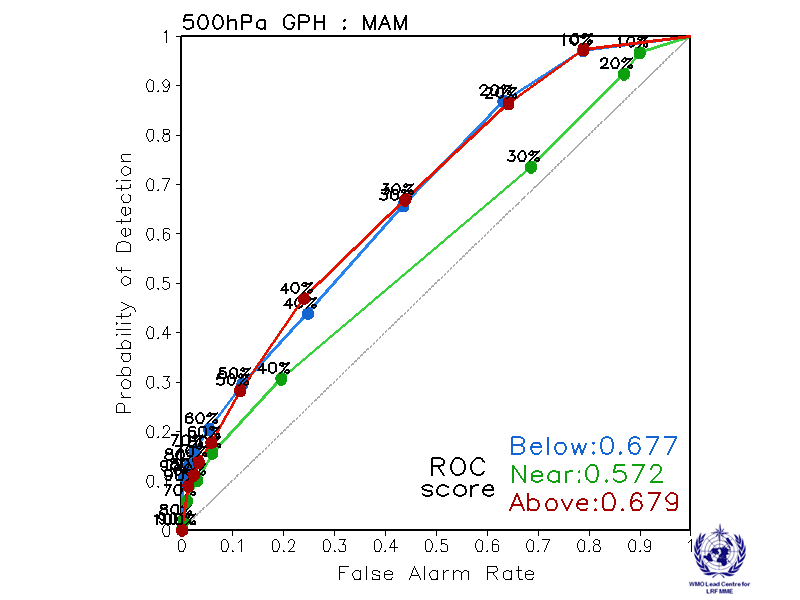 500hPa GPH : MAM
Probability of Detection
1
0.9
0.8
0.7
0.6
0.5
0.4
0.3
0.2
0.1
0
10%
10%
20%
20%
20%
30%
30%
30%
40%
40%
40%
50%
50%
60%
60%
70%
ROC
score
Below:0.677
Near:0.572
Above:0.679
0 0.1 0.2 0.3 0.4 0.5 0.6 0.7 0.8 0.9 1
False Alarm Rate
WMO Lead Centre for
LRF MME